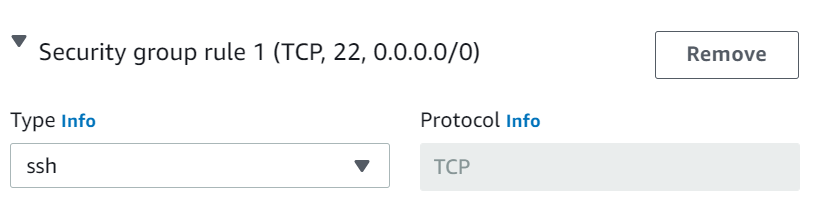 Security group rule 1 (TCP, 22, 0.0.0.0/0)
Remove
Type Info
Protocol Info
ssh
TCP